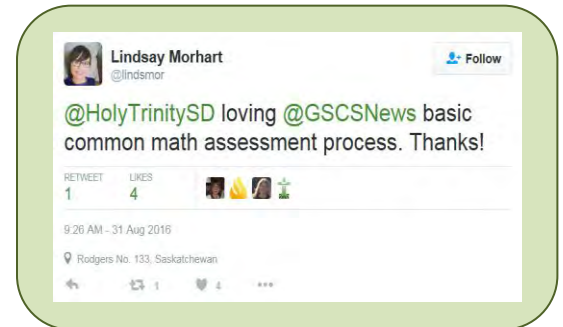 Lindsay Morhart
@lindsmor
Follow
@HolyTrinitySD loving @GSCSNews basic
common math assessment process. Thanks!
RETWEET LIKES
1 4
9:26 AM - 31 Aug 2016
Rodgers No. 133, Saskatchewan
1 4